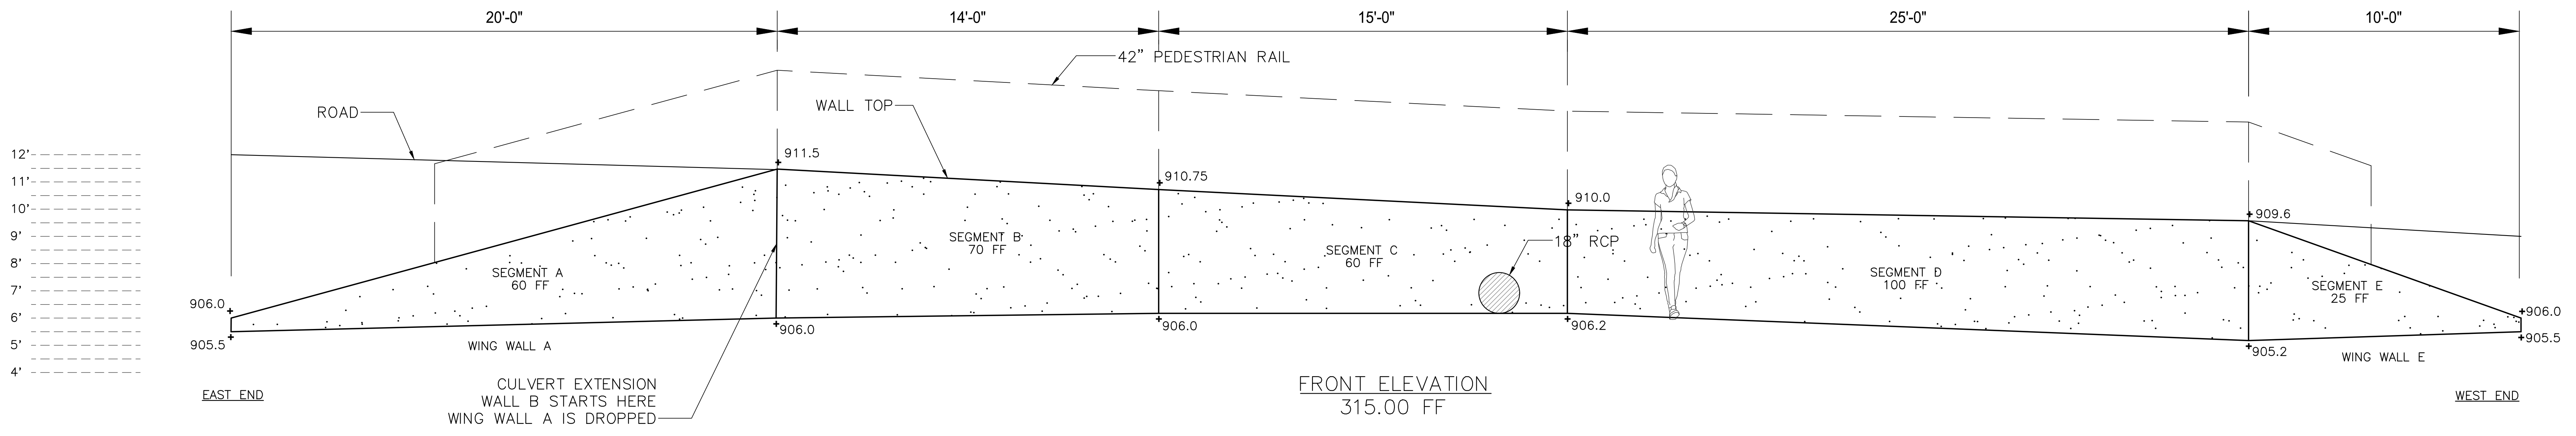 20'-0"
14'-0"
15'-0"
25'-0"
10'-0"
42” PEDESTRIAN RAIL
ROAD
WALL TOP
12'
11'
10'
9'
8'
7'
6'
5'
4'
911.5
910.75
910.0
909.6
18” RCP
SEGMENT A
60 FF
SEGMENT B
70 FF
SEGMENT C
60 FF
SEGMENT D
100 FF
SEGMENT E
25 FF
906.0
905.5
906.0
906.0
906.2
905.2
906.0
905.5
WING WALL A
WING WALL E
CULVERT EXTENSION
WALL B STARTS HERE
WING WALL A IS DROPPED
EAST END
FRONT ELEVATION
315.00 FF
WEST END